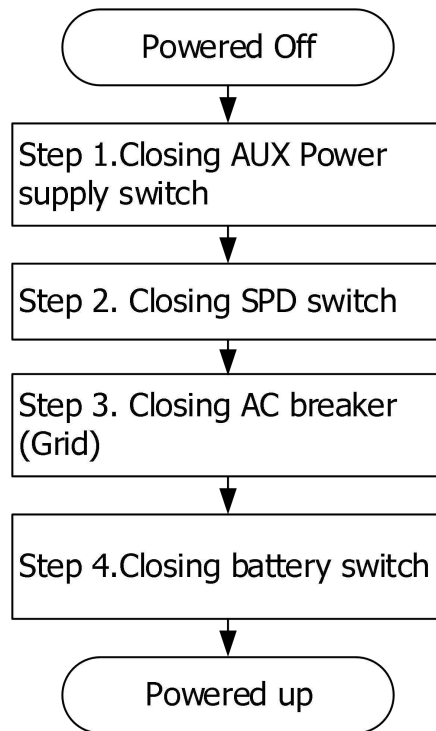 Powered Off
Step 1.Closing AUX Power
supply switch
Step 2. Closing SPD switch
Step 3. Closing AC breaker
(Grid)
Step 4.Closing battery switch
Powered up